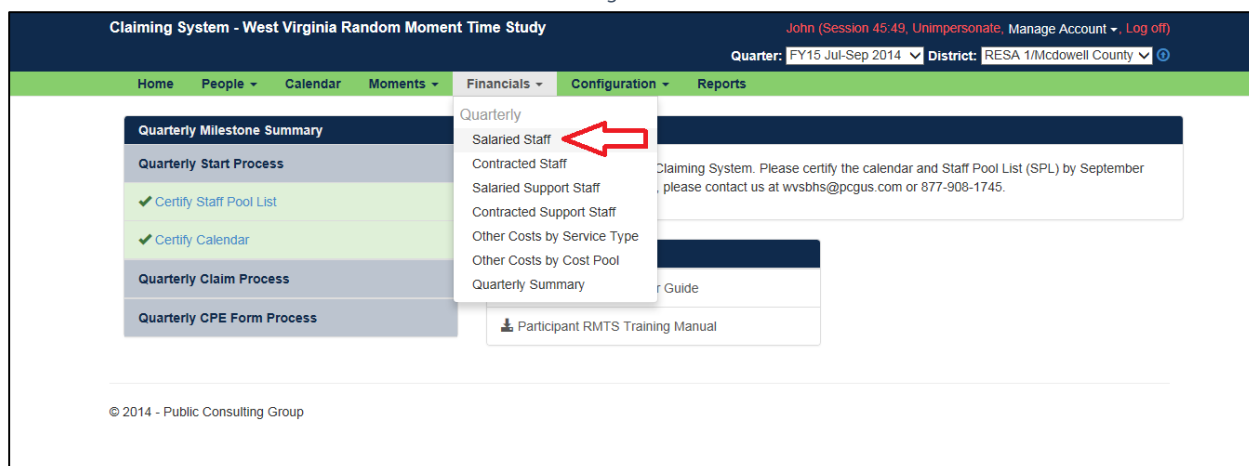 Claiming System - West Virginia Random Moment Time Study
John (Session 45:49, Unimpersonate, Manage Account, Log off)
Quarter: FY15 Jul-Sep 2014 District: RESA 1/Mcdowell County
Home People Calendar Moments Financials Configuration Reports
Quarterly Milestone Summary
Quarterly Start Process
Certify Staff Pool List
Certify Calendar
Quarterly Claim Process
Quarterly CPE Form Process
Quarterly
Salaried Staff
Contracted Staff
Salaried Support Staff
Contracted Support Staff
Other Costs by Service Type
Other Costs by Cost Pool
Quarterly Summary
Claiming System. Please certify the calendar and Staff Pool List (SPL) by September
, please contact us at wvsbhs@pcgus.com or 877-908-1745.
r Guide
Participant RMTS Training Manual
© 2014 - Public Consulting Group